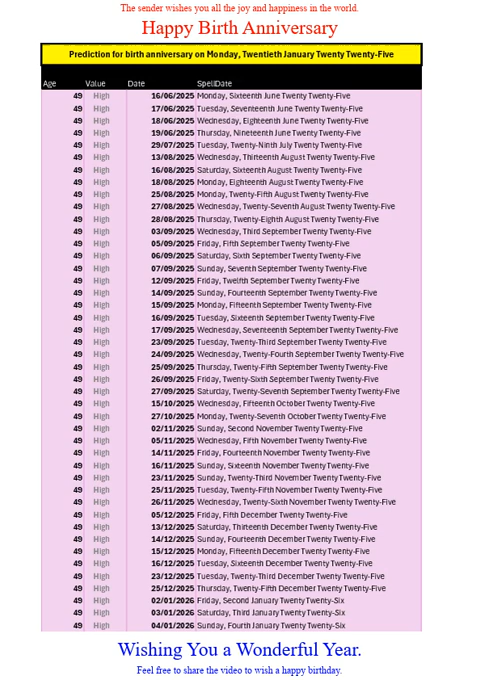 The sender wishes you all the joy and happiness in the world.
Happy Birth Anniversary
Prediction for birth anniversary on Monday, Twentieth January Twenty Twenty-Five
Age Value Date SpellDate
49 High 16/06/2025 Monday, Sixteenth June Twenty Twenty-Five
49 High 17/06/2025 Tuesday, Seventeenth June Twenty Twenty-Five
49 High 18/06/2025 Wednesday, Eighteenth June Twenty Twenty-Five
49 High 19/06/2025 Thursday, Nineteenth June Twenty Twenty-Five
49 High 29/07/2025 Tuesday, Twenty-Ninth July Twenty Twenty-Five
49 High 13/08/2025 Wednesday, Thirteenth August Twenty Twenty-Five
49 High 16/08/2025 Saturday, Sixteenth August Twenty Twenty-Five
49 High 18/08/2025 Monday, Eighteenth August Twenty Twenty-Five
49 High 25/08/2025 Monday, Twenty-Fifth August Twenty Twenty-Five
49 High 27/08/2025 Wednesday, Twenty-Seventh August Twenty Twenty-Five
49 High 28/08/2025 Thursday, Twenty-Eighth August Twenty Twenty-Five
49 High 03/09/2025 Wednesday, Third September Twenty Twenty-Five
49 High 05/09/2025 Friday, Fifth September Twenty Twenty-Five
49 High 06/09/2025 Saturday, Sixth September Twenty Twenty-Five
49 High 07/09/2025 Sunday, Seventh September Twenty Twenty-Five
49 High 12/09/2025 Friday, Twelfth September Twenty Twenty-Five
49 High 14/09/2025 Sunday, Fourteenth September Twenty Twenty-Five
49 High 15/09/2025 Monday, Fifteenth September Twenty Twenty-Five
49 High 16/09/2025 Tuesday, Sixteenth September Twenty Twenty-Five
49 High 17/09/2025 Wednesday, Seventeenth September Twenty Twenty-Five
49 High 23/09/2025 Tuesday, Twenty-Third September Twenty Twenty-Five
49 High 24/09/2025 Wednesday, Twenty-Fourth September Twenty Twenty-Five
49 High 25/09/2025 Thursday, Twenty-Fifth September Twenty Twenty-Five
49 High 26/09/2025 Friday, Twenty-Sixth September Twenty Twenty-Five
49 High 27/09/2025 Saturday, Twenty-Seventh September Twenty Twenty-Five
49 High 15/10/2025 Wednesday, Fifteenth October Twenty Twenty-Five
49 High 27/10/2025 Monday, Twenty-Seventh October Twenty Twenty-Five
49 High 02/11/2025 Sunday, Second November Twenty Twenty-Five
49 High 05/11/2025 Wednesday, Fifth November Twenty Twenty-Five
49 High 14/11/2025 Friday, Fourteenth November Twenty Twenty-Five
49 High 16/11/2025 Sunday, Sixteenth November Twenty Twenty-Five
49 High 23/11/2025 Sunday, Twenty-Third November Twenty Twenty-Five
49 High 25/11/2025 Tuesday, Twenty-Fifth November Twenty Twenty-Five
49 High 26/11/2025 Wednesday, Twenty-Sixth November Twenty Twenty-Five
49 High 05/12/2025 Friday, Fifth December Twenty Twenty-Five
49 High 13/12/2025 Saturday, Thirteenth December Twenty Twenty-Five
49 High 14/12/2025 Sunday, Fourteenth December Twenty Twenty-Five
49 High 15/12/2025 Monday, Fifteenth December Twenty Twenty-Five
49 High 16/12/2025 Tuesday, Sixteenth December Twenty Twenty-Five
49 High 23/12/2025 Tuesday, Twenty-Third December Twenty Twenty-Five
49 High 25/12/2025 Thursday, Twenty-Fifth December Twenty Twenty-Five
49 High 02/01/2026 Friday, Second January Twenty Twenty-Six
49 High 03/01/2026 Saturday, Third January Twenty Twenty-Six
49 High 04/01/2026 Sunday, Fourth January Twenty Twenty-Six
Wishing You a Wonderful Year.
Feel free to share the video to wish a happy birthday.